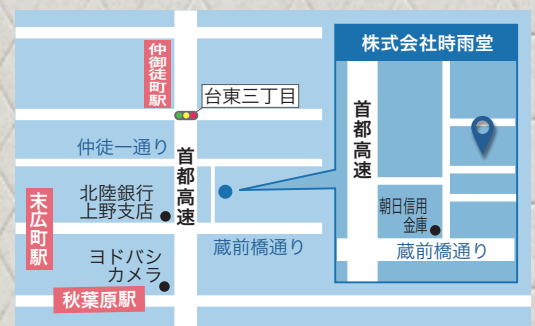 株式会社時雨堂
仲御徒町駅
台東三丁目
首都高速
仲徒一通り
首都高速
北陸銀行
上野支店
末広町駅
朝日信用
金庫
蔵前橋通り
蔵前橋通り
ヨドバシ
カメラ
秋葉原駅